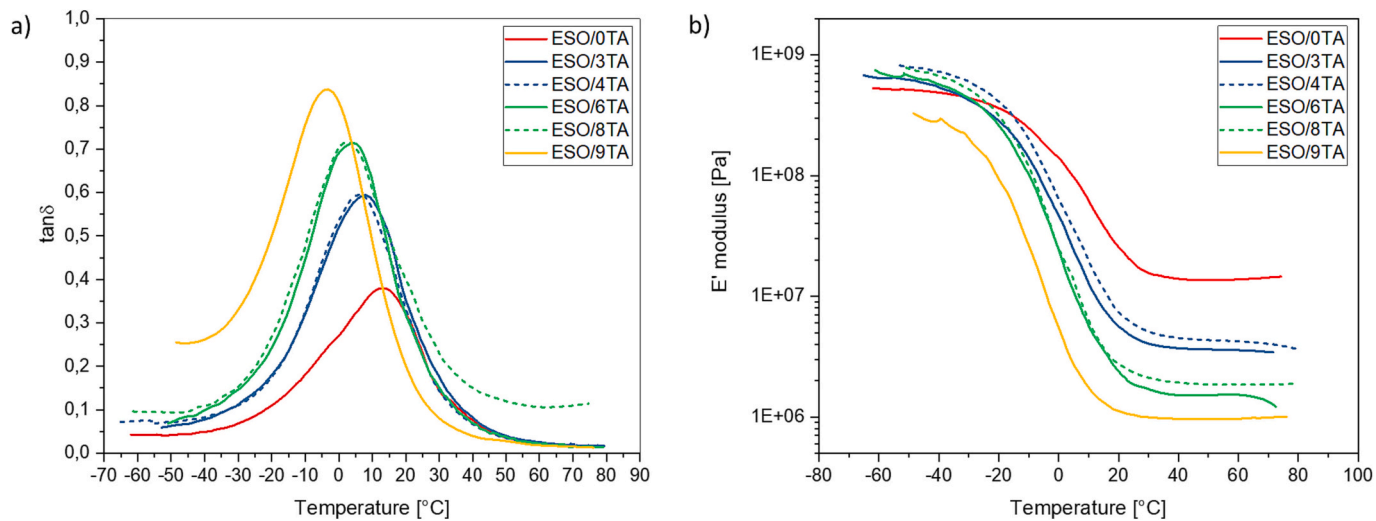 a)
1,0
0,9
0,8
0,7
0,6
0,5
0,4
0,3
0,2
0,1
0,0
tanδ
-70 -60 -50 -40 -30 -20 -10 0 10 20 30 40 50 60 70 80
Temperature [°C]
ESO/0TA
ESO/3TA
ESO/4TA
ESO/6TA
ESO/8TA
ESO/9TA
b)
1E+09
1E+08
1E+07
1E+06
E' modulus [Pa]
-80 -60 -40 -20 0 20 40 60 80 100
Temperature [°C]
ESO/0TA
ESO/3TA
ESO/4TA
ESO/6TA
ESO/8TA
ESO/9TA